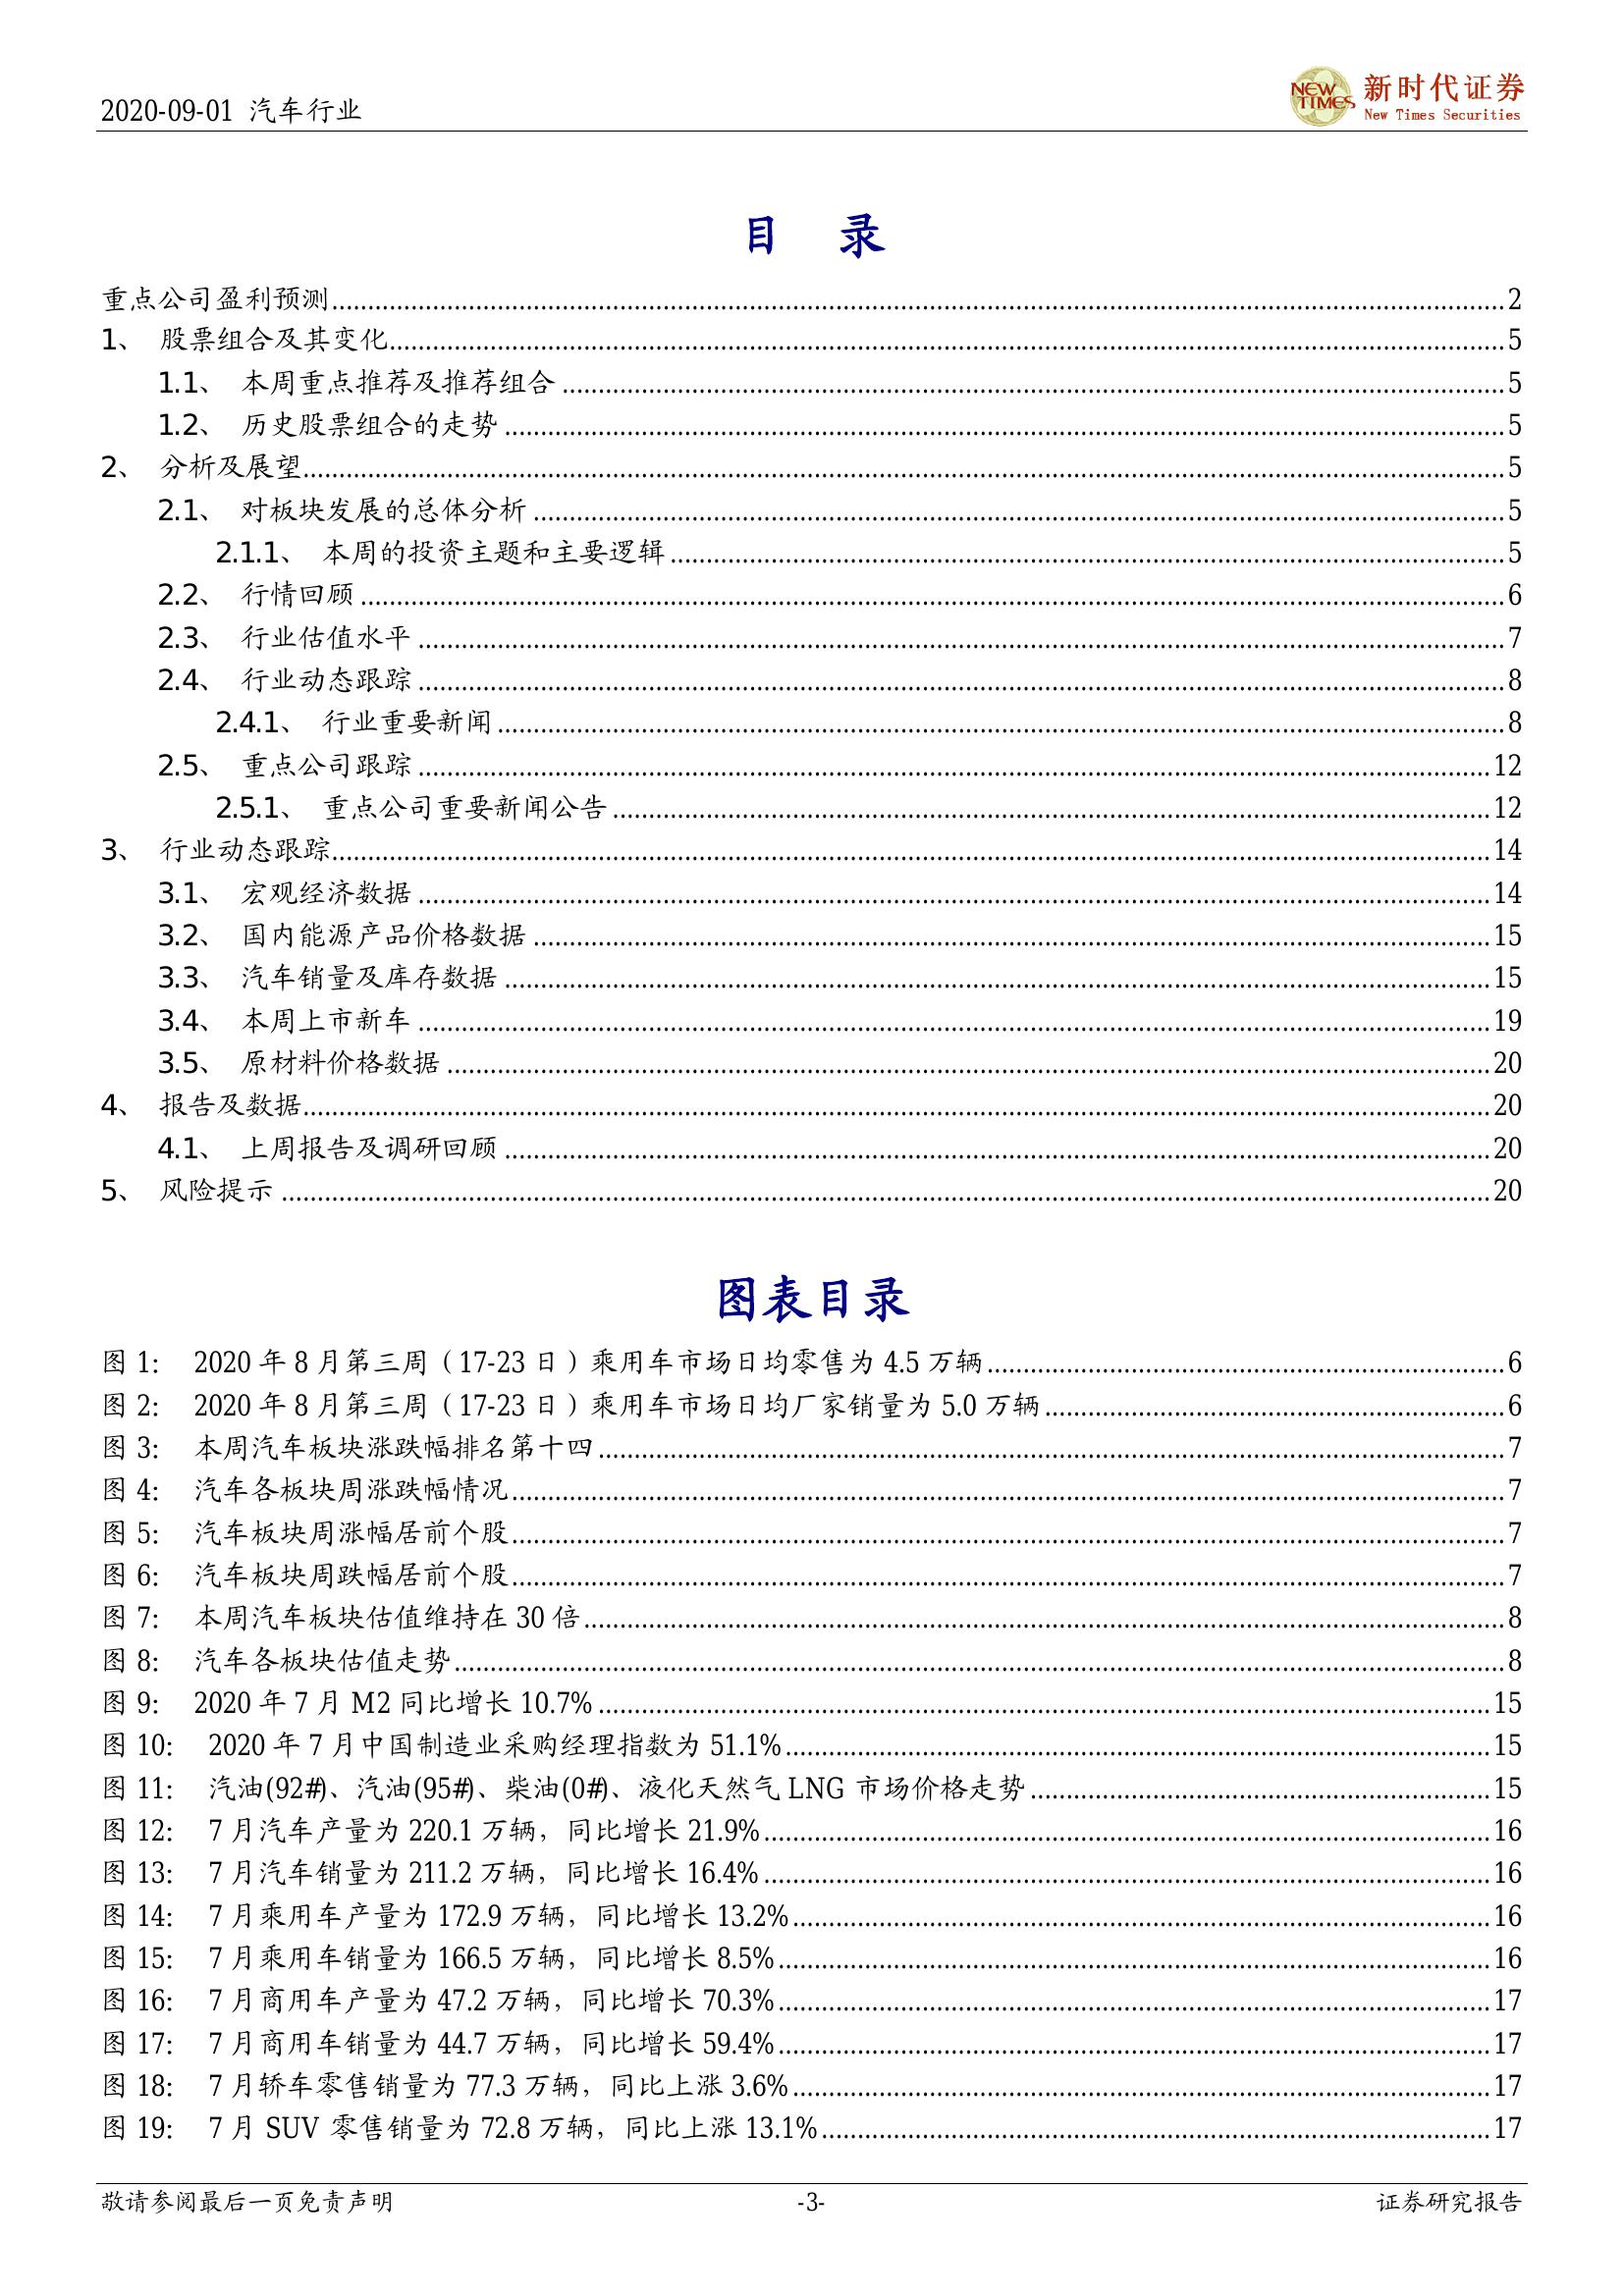 2020-09-01 汽车行业
NEW TIMES 新时代证券
New Times Securities
目 录
重点公司盈利预测 2
1、 股票组合及其变化 5
1.1、 本周重点推荐及推荐组合 5
1.2、 历史股票组合的走势 5
2、 分析及展望 5
2.1、 对板块发展的总体分析 5
2.1.1、 本周的投资主题和主要逻辑 5
2.2、 行情回顾 6
2.3、 行业估值水平 7
2.4、 行业动态跟踪 8
2.4.1、 行业重要新闻 8
2.5、 重点公司跟踪 12
2.5.1、 重点公司重要新闻公告 12
3、 行业动态跟踪 14
3.1、 宏观经济数据 14
3.2、 国内能源产品价格数据 15
3.3、 汽车销量及库存数据 15
3.4、 本周上市新车 19
3.5、 原材料价格数据 20
4、 报告及数据 20
4.1、 上周报告及调研回顾 20
5、 风险提示 20
图表目录
图 1: 2020 年 8 月第三周（17-23 日）乘用车市场日均零售为 4.5 万辆 6
图 2: 2020 年 8 月第三周（17-23 日）乘用车市场日均厂家销量为 5.0 万辆 6
图 3: 本周汽车板块涨跌幅排名第十四 7
图 4: 汽车各板块周涨跌幅情况 7
图 5: 汽车板块周涨幅居前个股 7
图 6: 汽车板块周跌幅居前个股 7
图 7: 本周汽车板块估值维持在 30 倍 8
图 8: 汽车各板块估值走势 8
图 9: 2020 年 7 月 M2 同比增长 10.7% 15
图 10: 2020 年 7 月中国制造业采购经理指数为 51.1% 15
图 11: 汽油(92#)、汽油(95#)、柴油(0#)、液化天然气 LNG 市场价格走势 15
图 12: 7 月汽车产量为 220.1 万辆，同比增长 21.9% 16
图 13: 7 月汽车销量为 211.2 万辆，同比增长 16.4% 16
图 14: 7 月乘用车产量为 172.9 万辆，同比增长 13.2% 16
图 15: 7 月乘用车销量为 166.5 万辆，同比增长 8.5% 16
图 16: 7 月商用车产量为 47.2 万辆，同比增长 70.3% 17
图 17: 7 月商用车销量为 44.7 万辆，同比增长 59.4% 17
图 18: 7 月轿车零售销量为 77.3 万辆，同比上涨 3.6% 17
图 19: 7 月 SUV 零售销量为 72.8 万辆，同比上涨 13.1% 17
敬请参阅最后一页免责声明 -3- 证券研究报告